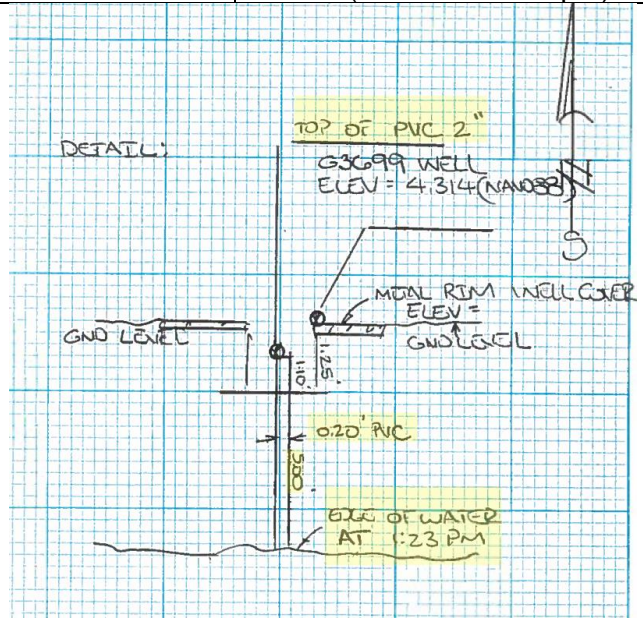 TOP OF PVC 2"
DETAIL:
G3699 WELL
ELEV = 4.314 (NAVD88)
S
METAL RIM WELL COVER
ELEV =
GND LEVEL
GND LEVEL
1.10'
1.25'
0.20' PVC
5.00'
EDGE OF WATER
AT 1:23 PM